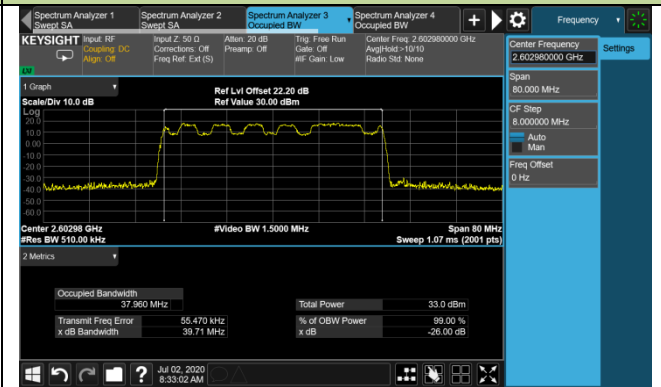 Spectrum Analyzer 1
Swept SA
Spectrum Analyzer 2
Swept SA
Spectrum Analyzer 3
Occupied BW
Spectrum Analyzer 4
Occupied BW
Frequency
KEYSIGHT
Input: RF
Coupling: DC
Align: Off
Input Z: 50 Ω
Corrections: Off
Freq Ref: Ext (S)
Atten: 20 dB
Preamp: Off
Trig: Free Run
Gate: Off
#IF Gain: Low
Center Freq: 2.602980000 GHz
Avg|Hold:>10/10
Radio Std: None
LV
Center Frequency
2.602980000 GHz
Settings
Span
80.000 MHz
CF Step
8.000000 MHz
Auto
Man
Freq Offset
0 Hz
1 Graph
Scale/Div 10.0 dB
Ref Lvl Offset 22.20 dB
Ref Value 30.00 dBm
Log
20.0
10.0
0.00
-10.0
-20.0
-30.0
-40.0
-50.0
-60.0
Center 2.60298 GHz
#Res BW 510.00 kHz
#Video BW 1.5000 MHz
Span 80 MHz
Sweep 1.07 ms (2001 pts)
2 Metrics
Occupied Bandwidth
37.960 MHz
Total Power 33.0 dBm
Transmit Freq Error 55.470 kHz
% of OBW Power 99.00 %
x dB Bandwidth 39.71 MHz
x dB -26.00 dB
?
Jul 02, 2020
8:33:02 AM